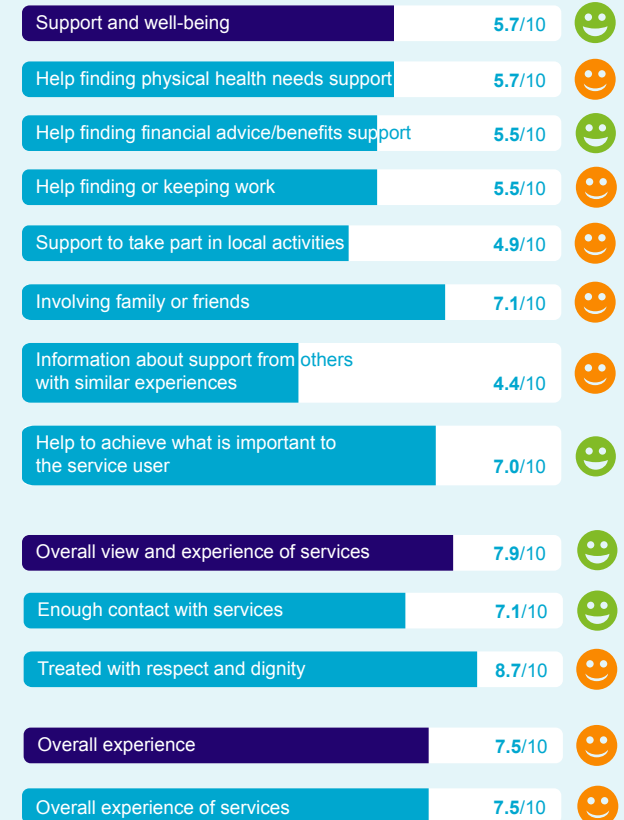 Support and well-being 5.7/10
Help finding physical health needs support 5.7/10
Help finding financial advice/benefits support 5.5/10
Help finding or keeping work 5.5/10
Support to take part in local activities 4.9/10
Involving family or friends 7.1/10
Information about support from others
with similar experiences 4.4/10
Help to achieve what is important to
the service user 7.0/10
Overall view and experience of services 7.9/10
Enough contact with services 7.1/10
Treated with respect and dignity 8.7/10
Overall experience 7.5/10
Overall experience of services 7.5/10